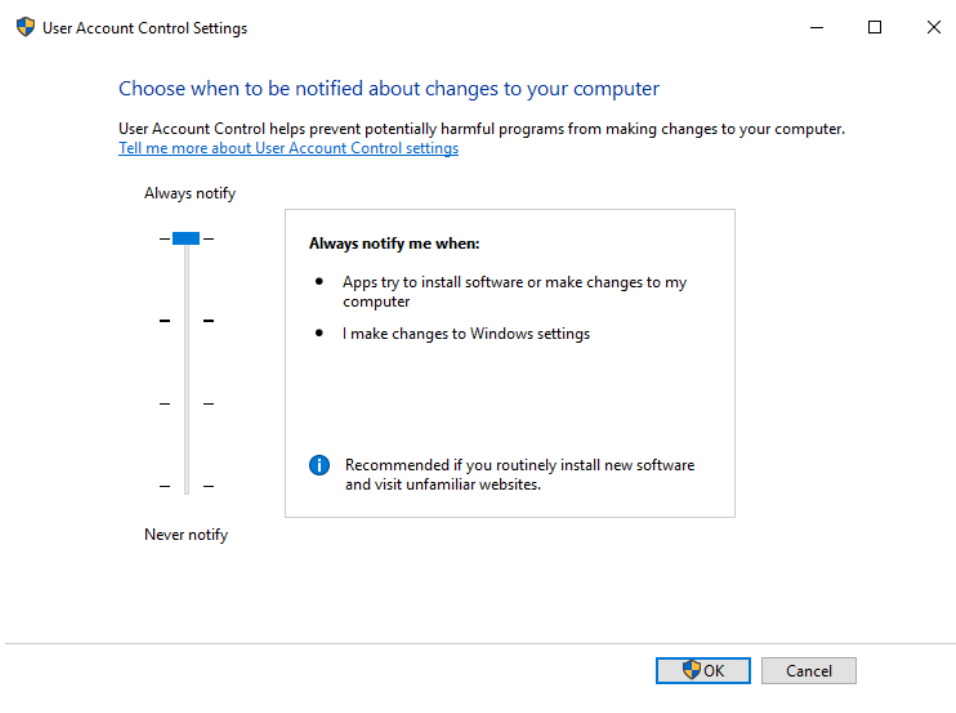 User Account Control Settings
Choose when to be notified about changes to your computer
User Account Control helps prevent potentially harmful programs from making changes to your computer.
Tell me more about User Account Control settings
Always notify
Always notify me when:
Apps try to install software or make changes to my
computer
I make changes to Windows settings
Recommended if you routinely install new software
and visit unfamiliar websites.
Never notify
OK
Cancel